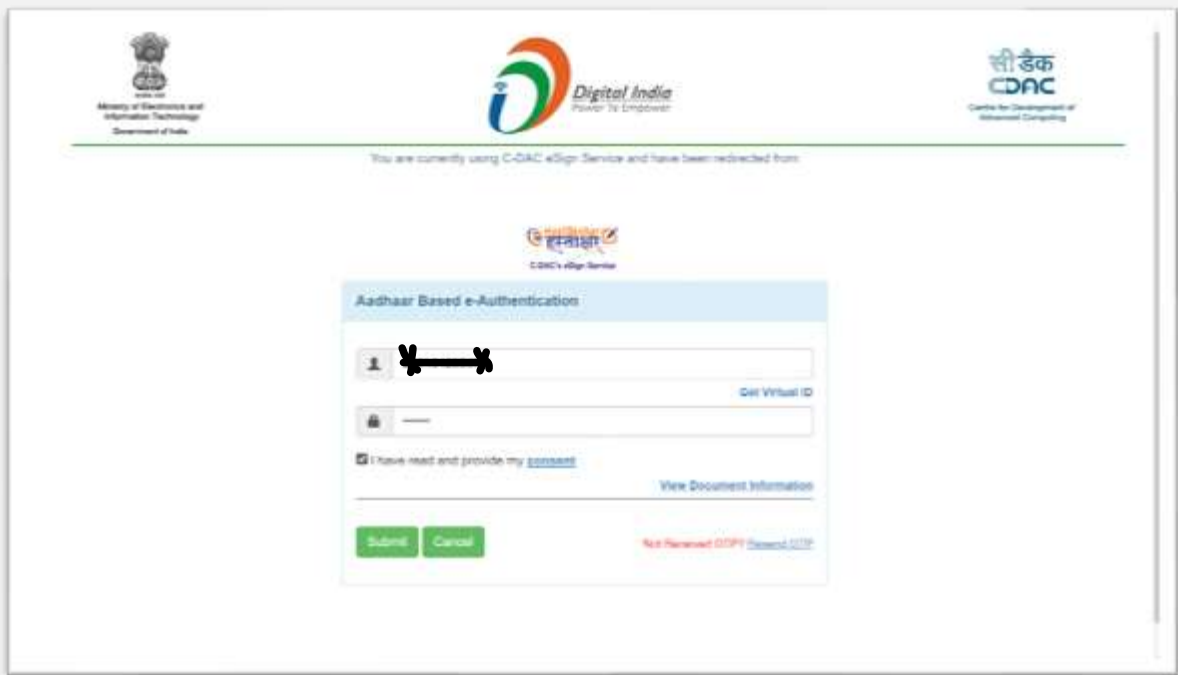 Ministry of Electronics and
Information Technology
Government of India
Digital India
Power To Empower
सी डैक
CDAC
Centre for Development of
Advanced Computing
You are currently using C-DAC eSign Service and have been redirected from
हस्ताक्षर
C-DAC's eSign Service
Aadhaar Based e-Authentication
Get Virtual ID
I have read and provide my consent
View Document Information
Submit Cancel
Not Received OTP? Resend OTP